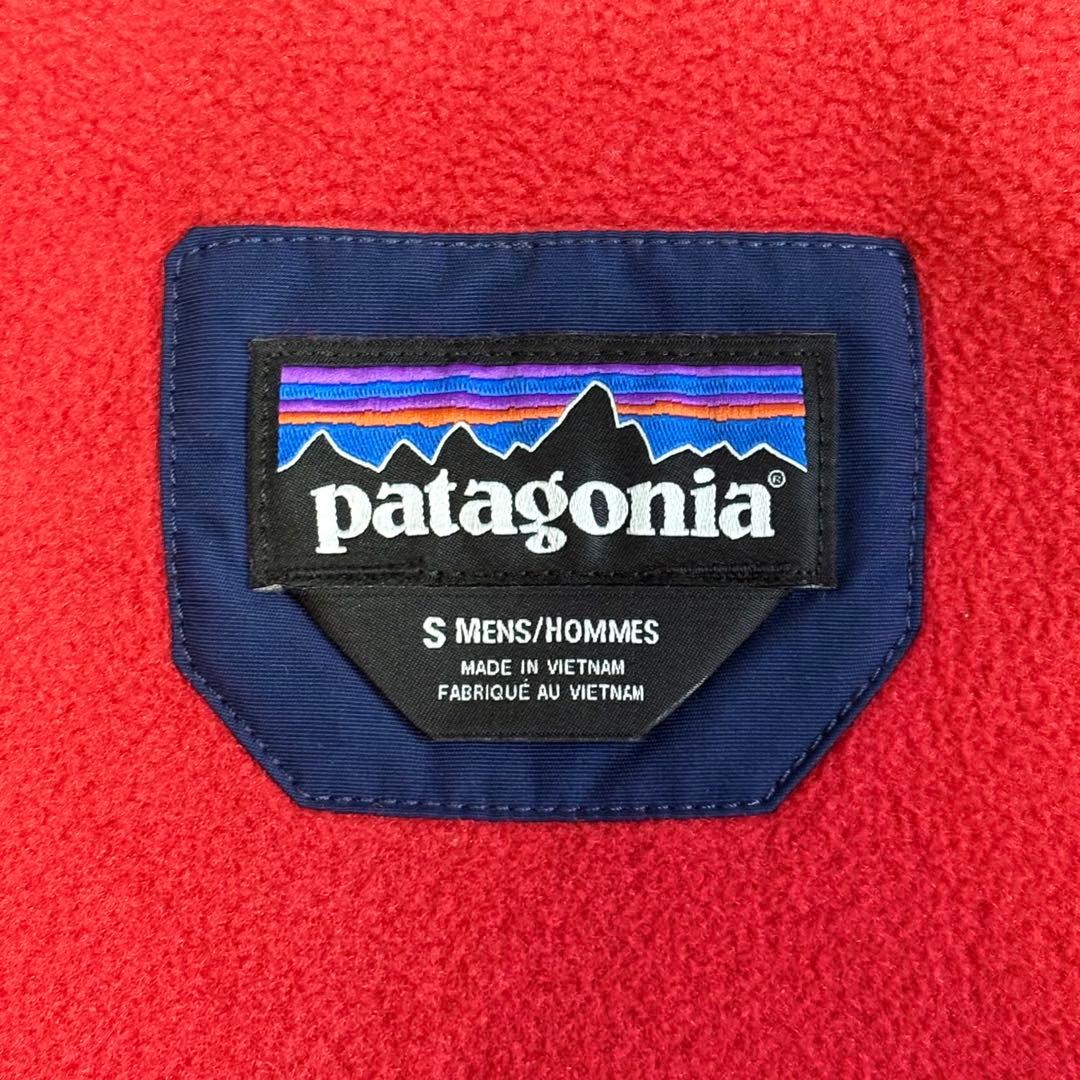 patagonia®
S MENS/HOMMES
MADE IN VIETNAM
FABRIQUÉ AU VIETNAM